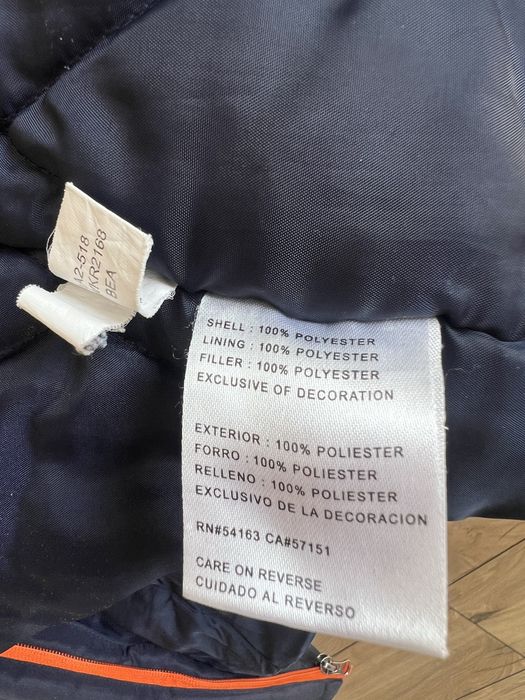 A2-518
KR2168
BEA
SHELL : 100% POLYESTER
LINING : 100% POLYESTER
FILLER : 100% POLYESTER
EXCLUSIVE OF DECORATION
EXTERIOR : 100% POLIESTER
FORRO : 100% POLIESTER
RELLENO : 100% POLIESTER
EXCLUSIVO DE LA DECORACION
RN#54163 CA#57151
CARE ON REVERSE
CUIDADO AL REVERSO